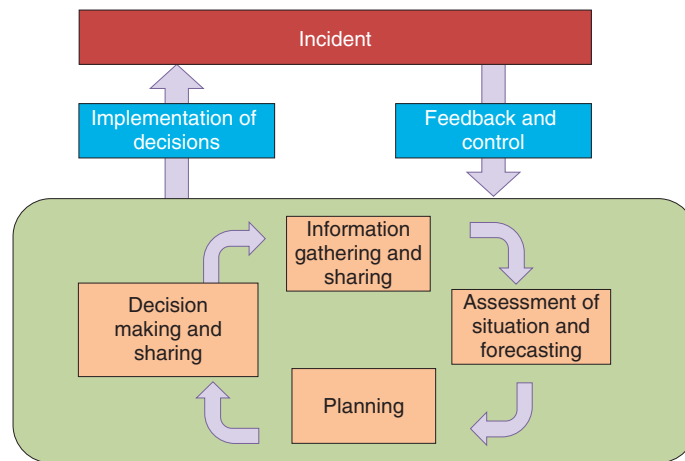 Incident
Implementation of
decisions
Feedback and
control
Information
gathering and
sharing
Decision
making and
sharing
Assessment of
situation and
forecasting
Planning